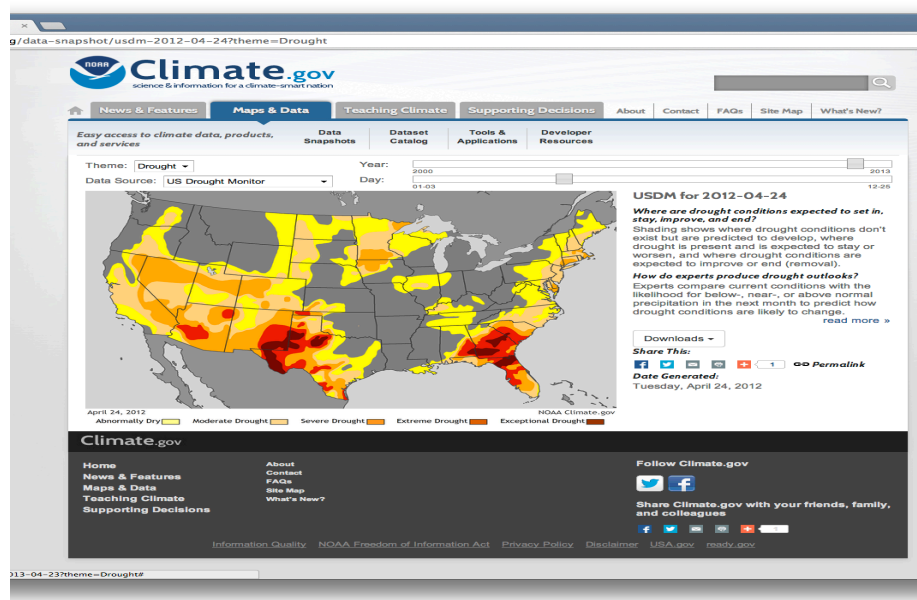 g/data-snapshot/usdm-2012-04-24?theme=Drought
NOAA
Climate.gov
science & information for a climate-smart nation
News & Features
Maps & Data
Teaching Climate
Supporting Decisions
About
Contact
FAQs
Site Map
What's New?
Easy access to climate data, products,
and services
Data
Snapshots
Dataset
Catalog
Tools &
Applications
Developer
Resources
Theme: Drought
Year:
2000
2013
Data Source: US Drought Monitor
Day:
01-03
12-25
USDM for 2012-04-24
Where are drought conditions expected to set in,
stay, improve, and end?
Shading shows where drought conditions don't
exist but are predicted to develop, where
drought is present and is expected to stay or
worsen, and where drought conditions are
expected to improve or end (removal).
How do experts produce drought outlooks?
Experts compare current conditions with the
likelihood for below-, near-, or above normal
precipitation in the next month to predict how
drought conditions are likely to change.
read more »
Downloads
Share This:
1
Permalink
Date Generated:
Tuesday, April 24, 2012
April 24, 2012
NOAA Climate.gov
Abnormally Dry
Moderate Drought
Severe Drought
Extreme Drought
Exceptional Drought
Climate.gov
Home
News & Features
Maps & Data
Teaching Climate
Supporting Decisions
About
Contact
FAQs
Site Map
What's New?
Follow Climate.gov
Share Climate.gov with your friends, family,
and colleagues
1
Information Quality NOAA Freedom of Information Act Privacy Policy Disclaimer USA.gov ready.gov
013-04-23?theme=Drought#